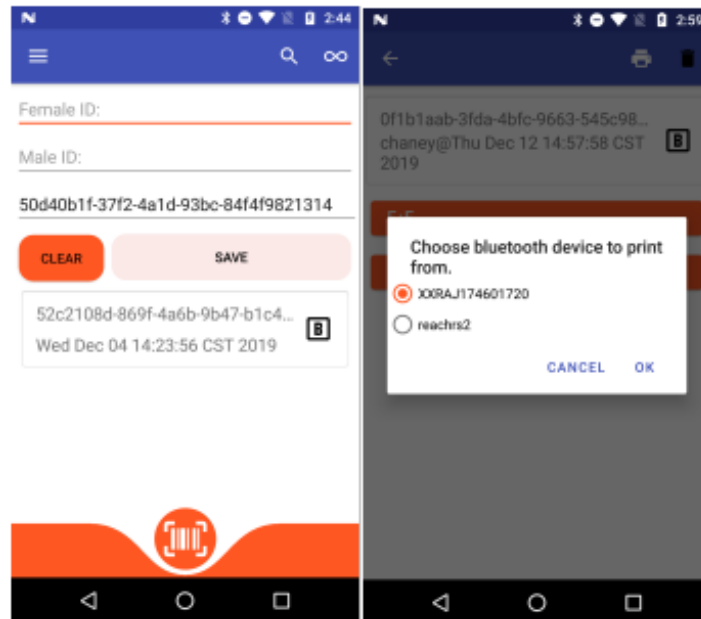 2:44
Female ID:
Male ID:
50d40b1f-37f2-4a1d-93bc-84f4f9821314
CLEAR
SAVE
52c2108d-869f-4a6b-9b47-b1c4...
Wed Dec 04 14:23:56 CST 2019
B
2:59
0f1b1aab-3fda-4bfc-9663-545c98...
chaney@Thu Dec 12 14:57:58 CST
2019
B
Choose bluetooth device to print
from.
XXRAJ174601720
reachrs2
CANCEL OK